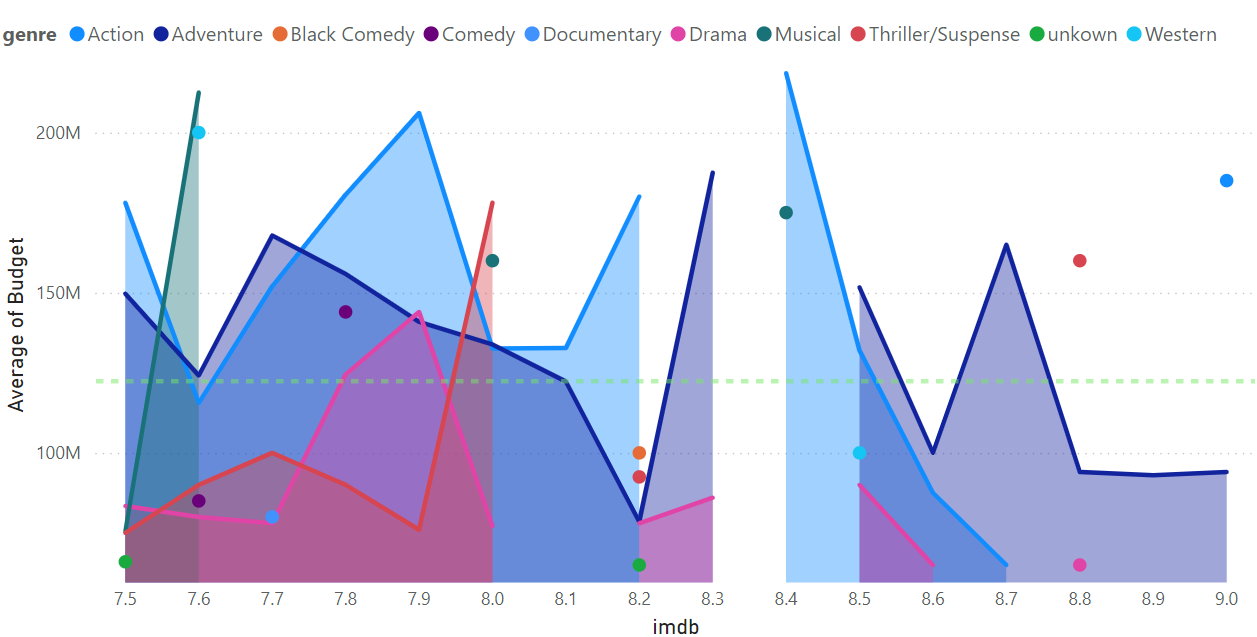 genre Action Adventure Black Comedy Comedy Documentary Drama Musical Thriller/Suspense unkown Western
200M
150M
100M
Average of Budget
7.5 7.6 7.7 7.8 7.9 8.0 8.1 8.2 8.3 8.4 8.5 8.6 8.7 8.8 8.9 9.0
imdb